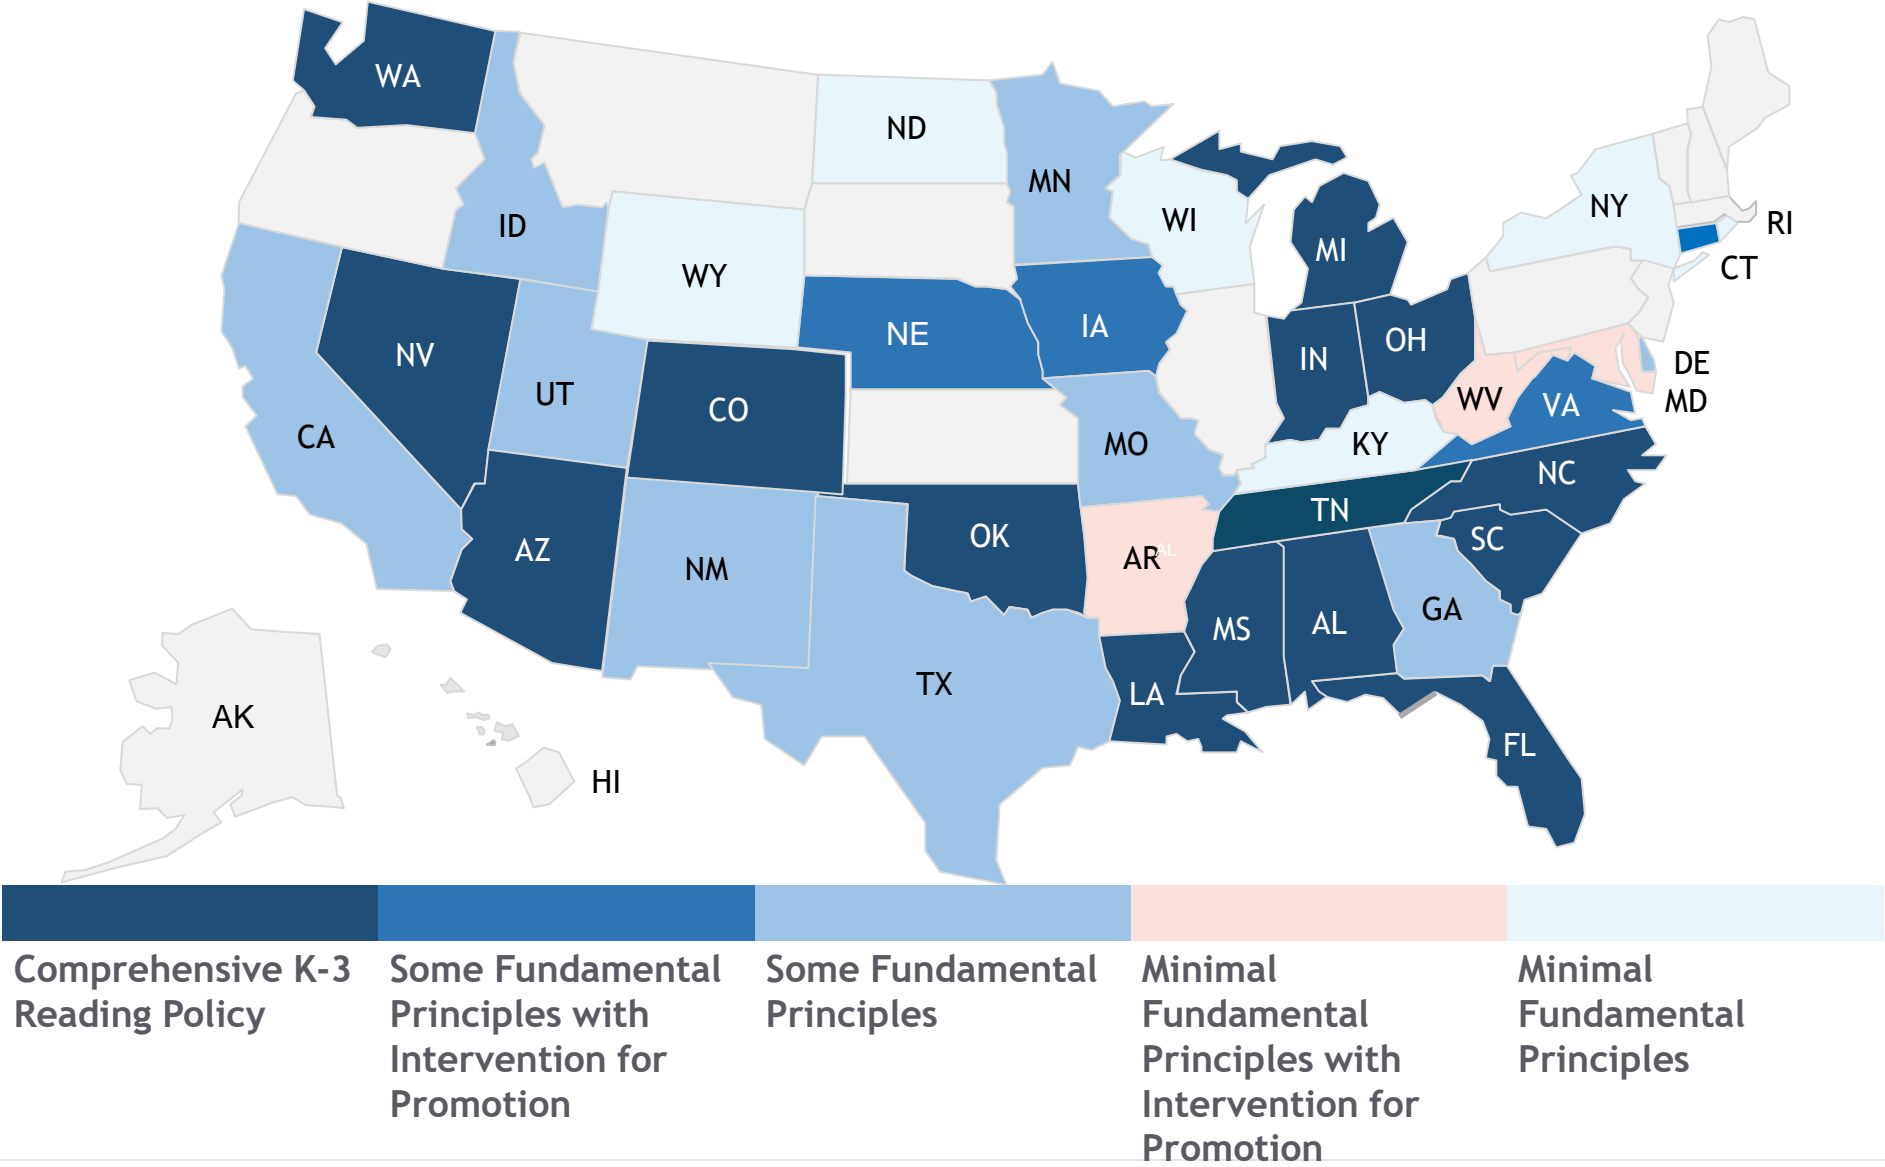 WA
ND
MN
ID
WI
NY
RI
MI
CT
WY
NE
IA
OH
NV
IN
DE
UT
WV
VA
MD
CO
CA
MO
KY
NC
TN
OK
SC
AZ
AR
AL
NM
GA
MS
AL
TX
LA
AK
FL
HI
Comprehensive K-3
Reading Policy
Some Fundamental
Principles with
Intervention for
Promotion
Some Fundamental
Principles
Minimal
Fundamental
Principles with
Intervention for
Promotion
Minimal
Fundamental
Principles